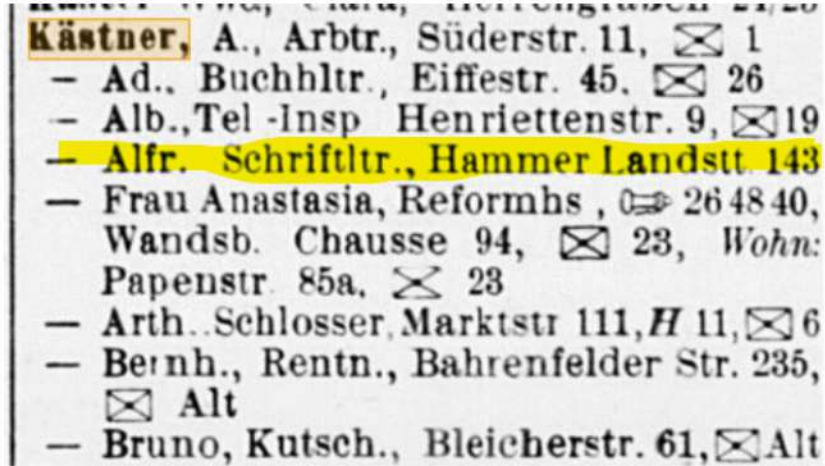 Kästner, A., Arbtr., Süderstr. 11, ✉ 1
— Ad., Buchhltr., Eiffestr. 45, ✉ 26
— Alb., Tel-Insp Henriettenstr. 9, ✉ 19
— Alfr. Schriftltr., Hammer Landstt 143
— Frau Anastasia, Reformhs, 26 48 40,
Wandsb. Chausse 94, ✉ 23, Wohn:
Papenstr. 85a, ✉ 23
— Arth., Schlosser, Marktstr 111, H 11, ✉ 6
— Bernh., Rentn., Bahrenfelder Str. 235,
✉ Alt
— Bruno, Kutsch., Bleicherstr. 61, ✉ Alt